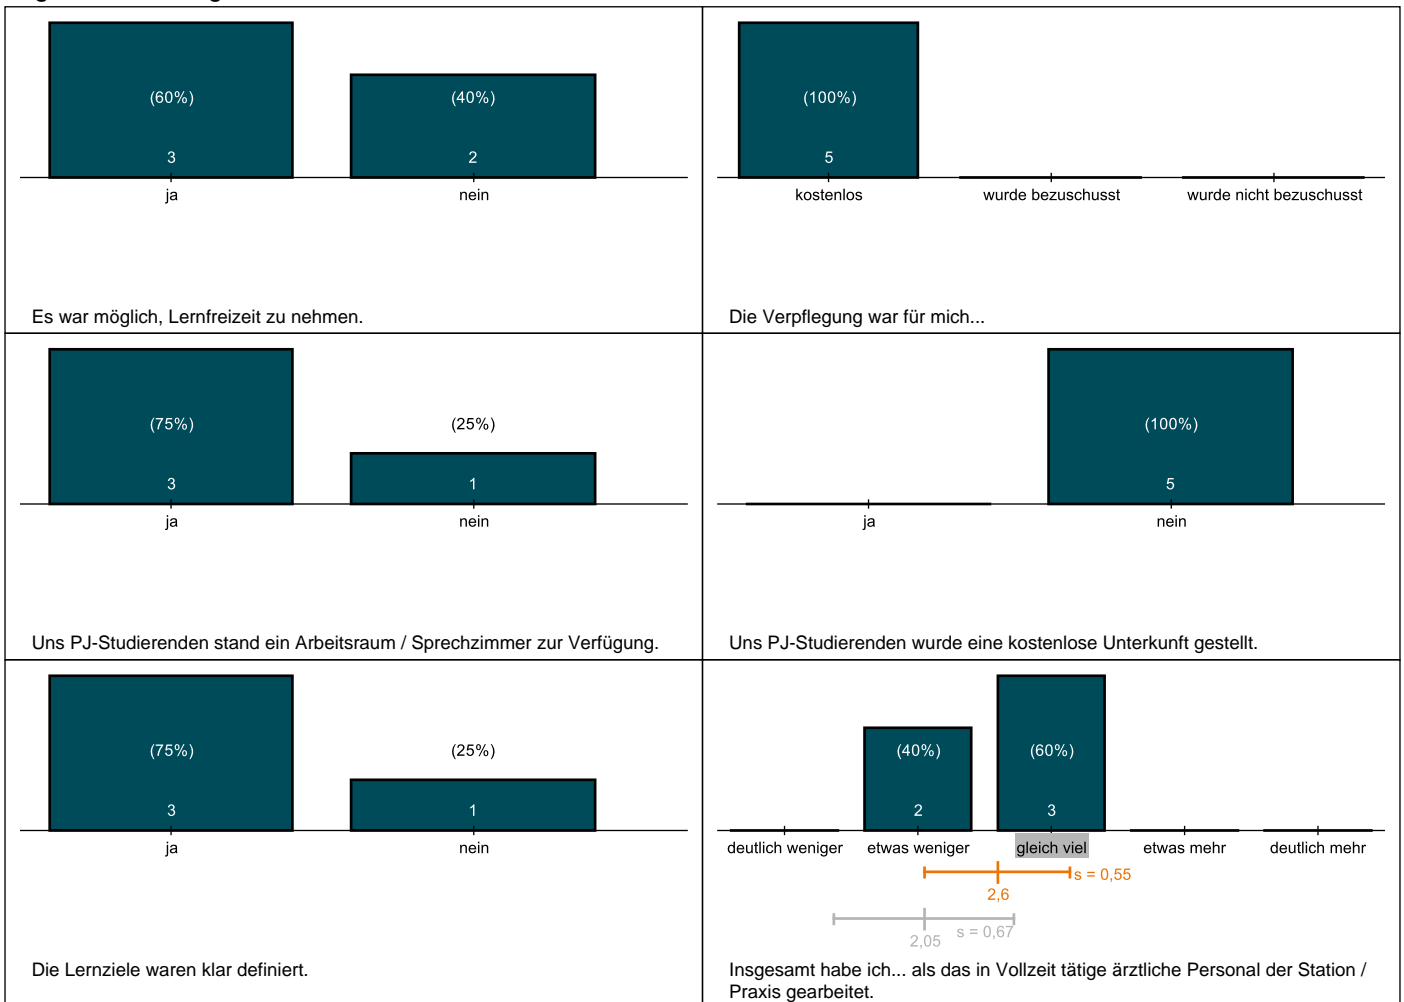 (60%)
3
ja
(40%)
2
nein
Es war möglich, Lernfreizeit zu nehmen.
(100%)
5
kostenlos
wurde bezuschusst
wurde nicht bezuschusst
Die Verpflegung war für mich...
(75%)
3
ja
(25%)
1
nein
Uns PJ-Studierenden stand ein Arbeitsraum / Sprechzimmer zur Verfügung.
ja
(100%)
5
nein
Uns PJ-Studierenden wurde eine kostenlose Unterkunft gestellt.
(75%)
3
ja
(25%)
1
nein
Die Lernziele waren klar definiert.
(40%)
2
(60%)
3
deutlich weniger
etwas weniger
gleich viel
etwas mehr
deutlich mehr
s = 0,55
2,6
s = 0,67
2,05
Insgesamt habe ich... als das in Vollzeit tätige ärztliche Personal der Station /
Praxis gearbeitet.